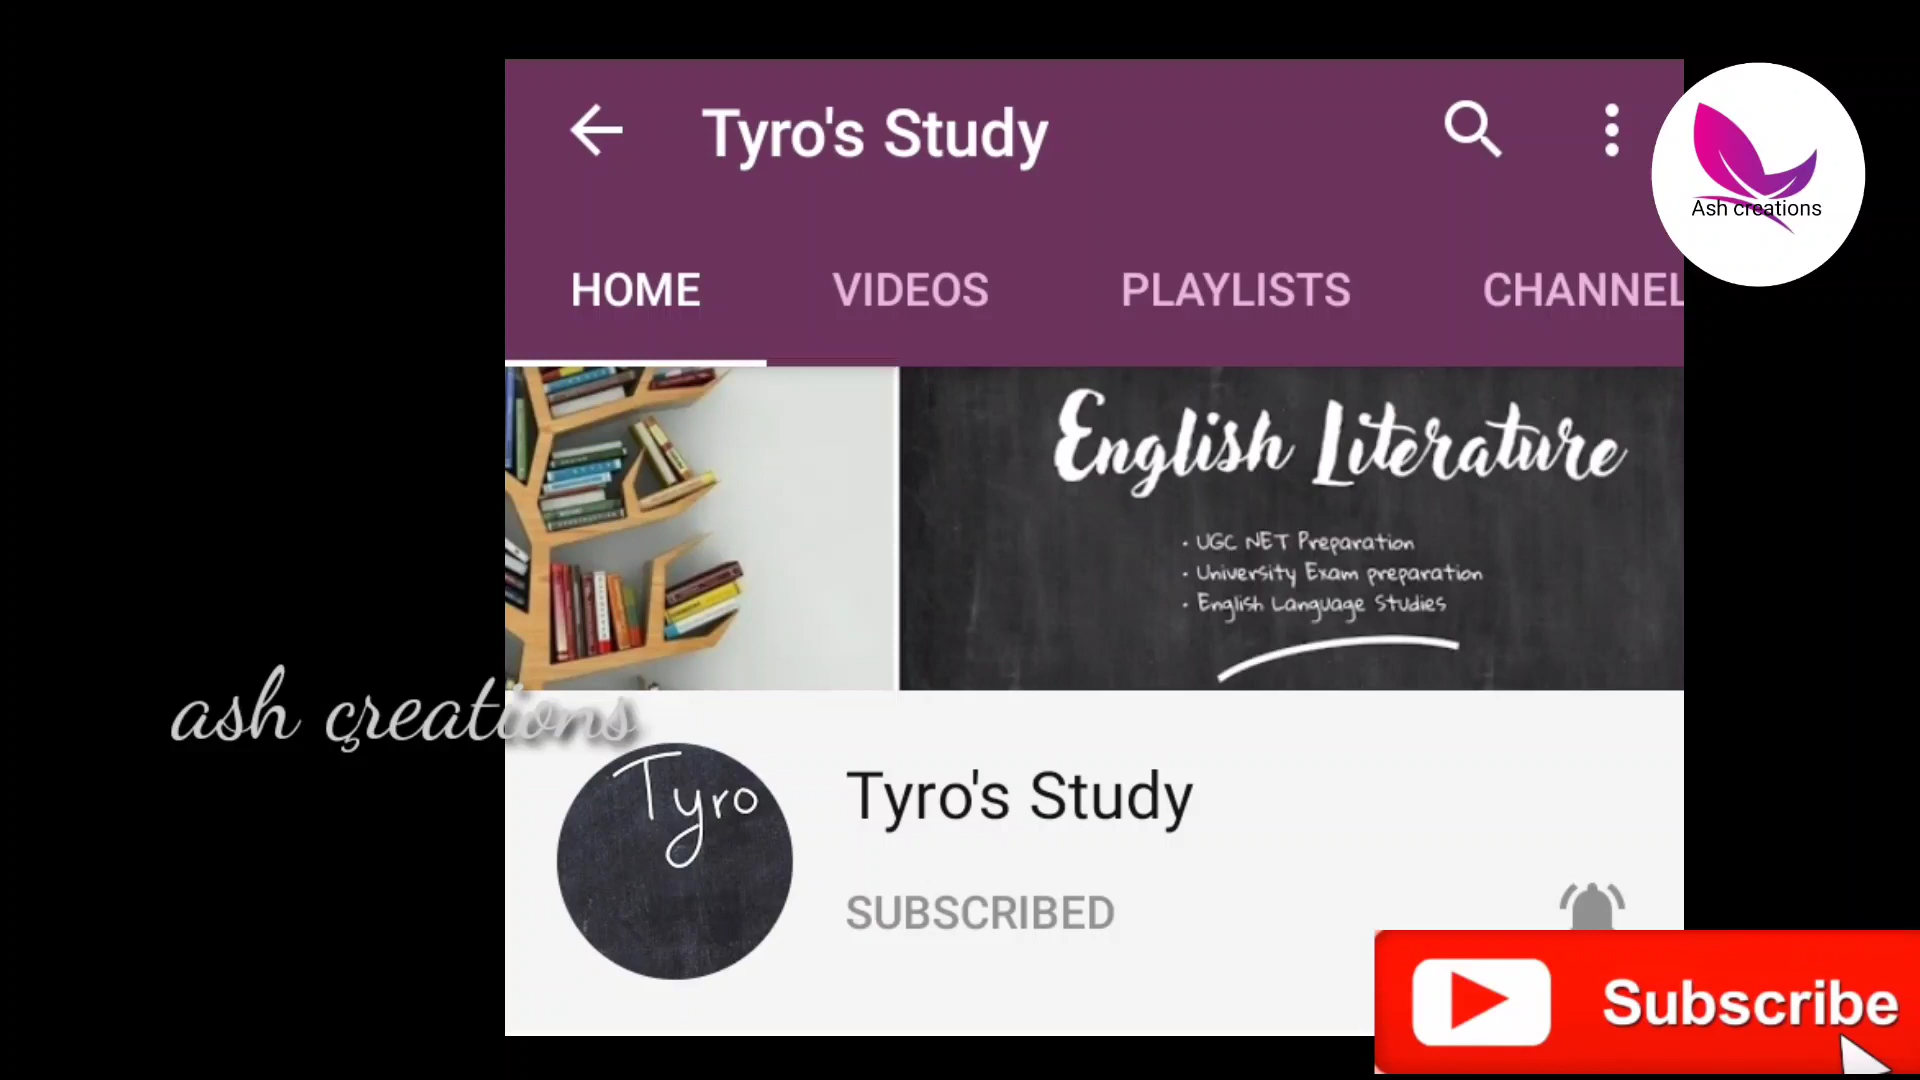 Tyro's Study
Ash creations
HOME VIDEOS PLAYLISTS CHANNEL
English Literature
• UGC NET Preparation
• University Exam preparation
• English Language Studies
ash creations
Tyro
Tyro's Study
SUBSCRIBED
Subscribe